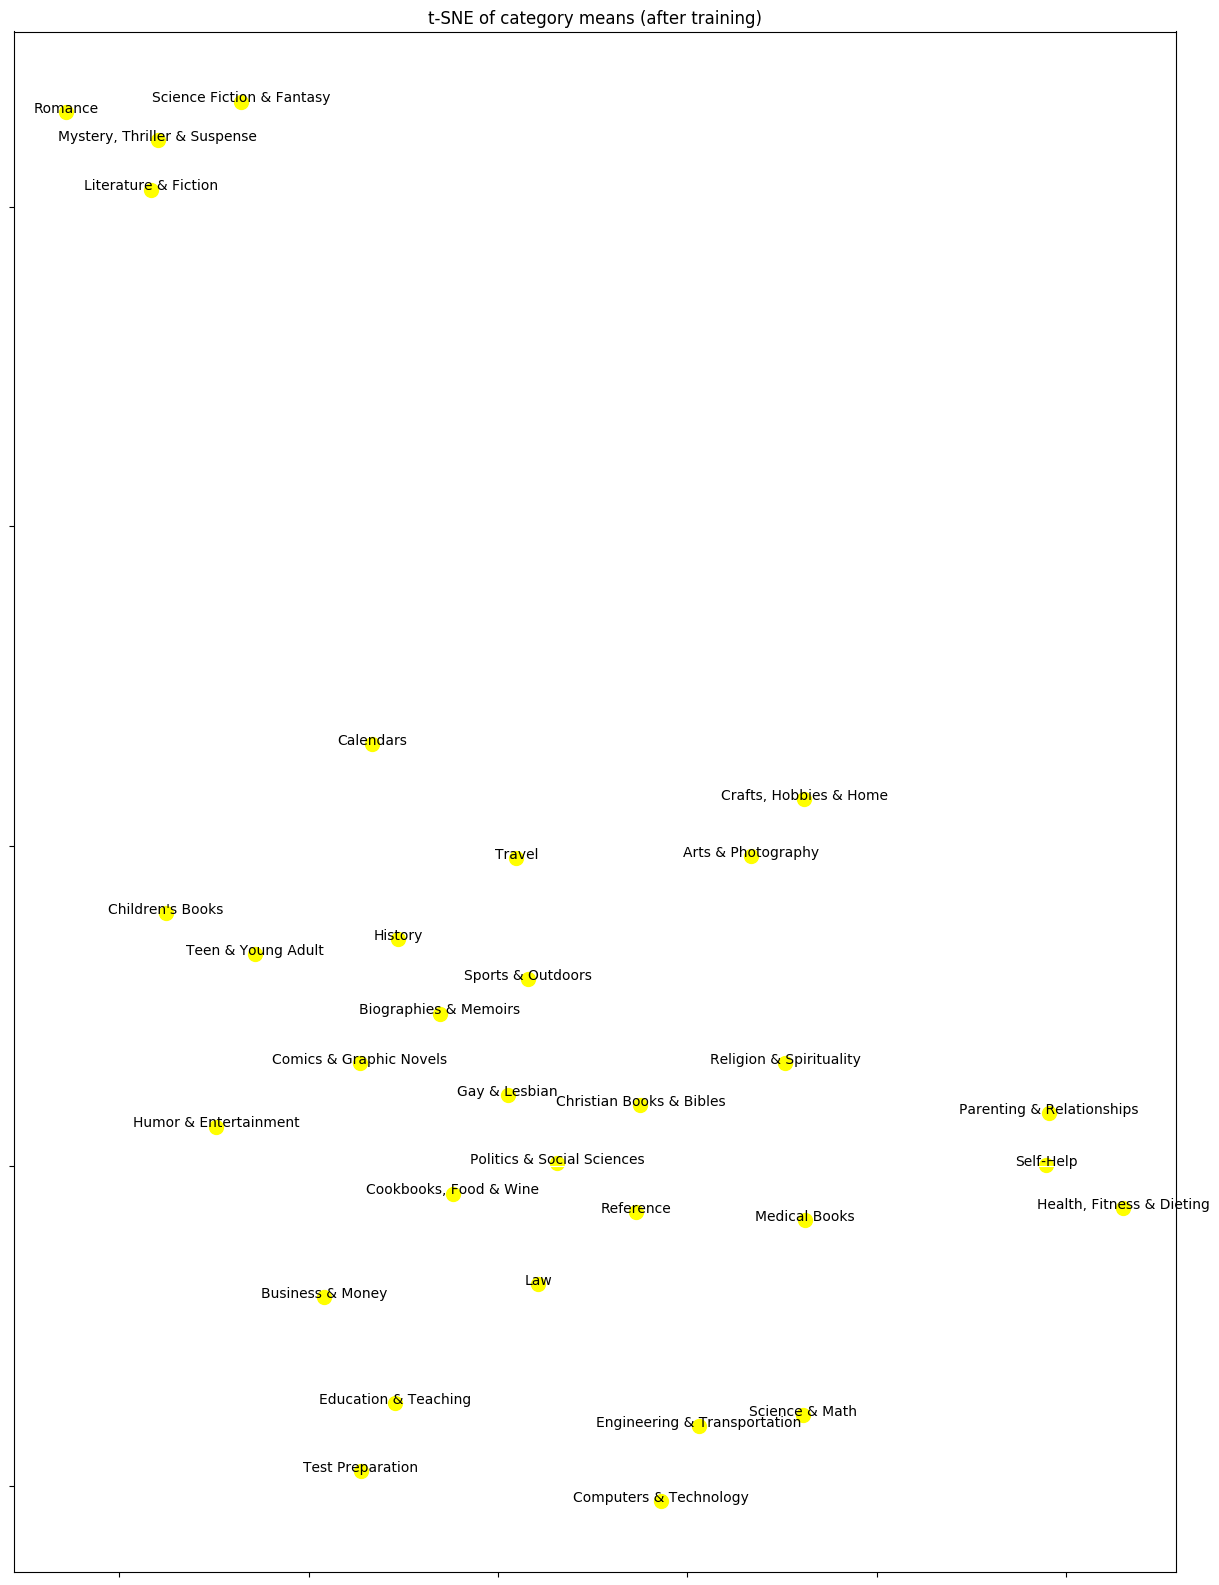 t-SNE of category means (after training)
Science Fiction & Fantasy
Romance
Mystery, Thriller & Suspense
Literature & Fiction
Calendars
Crafts, Hobbies & Home
Travel
Arts & Photography
Children's Books
History
Teen & Young Adult
Sports & Outdoors
Biographies & Memoirs
Comics & Graphic Novels
Religion & Spirituality
Gay & Lesbian
Christian Books & Bibles
Parenting & Relationships
Humor & Entertainment
Politics & Social Sciences
Self-Help
Cookbooks, Food & Wine
Health, Fitness & Dieting
Reference
Medical Books
Law
Business & Money
Education & Teaching
Science & Math
Engineering & Transportation
Test Preparation
Computers & Technology